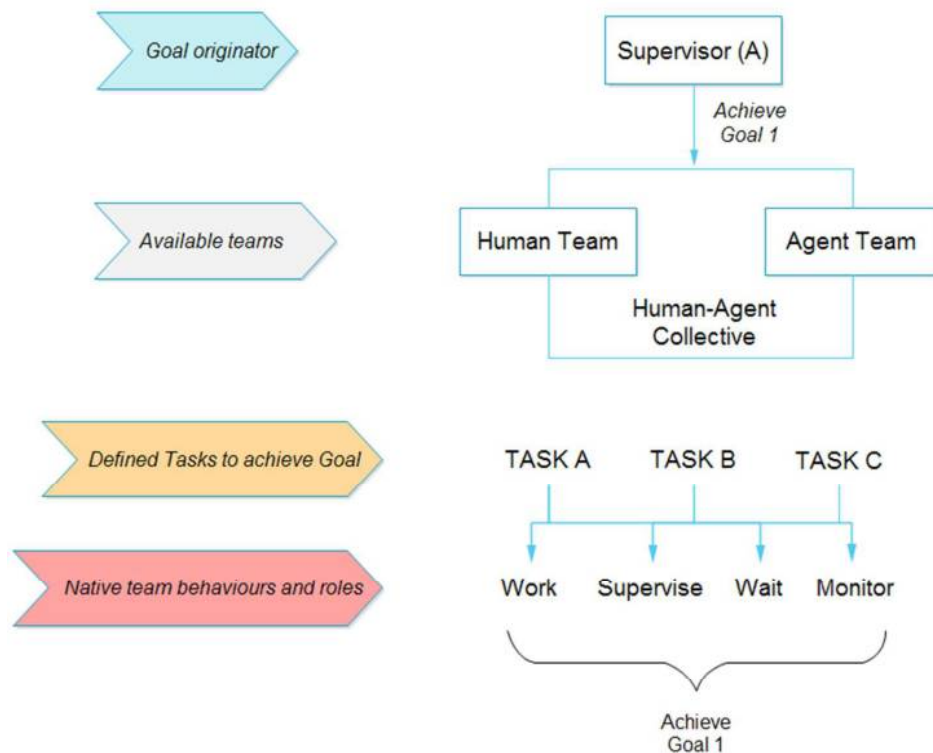 Goal originator
Supervisor (A)
Achieve
Goal 1
Available teams
Human Team
Agent Team
Human-Agent
Collective
Defined Tasks to achieve Goal
TASK A
TASK B
TASK C
Native team behaviours and roles
Work
Supervise
Wait
Monitor
Achieve
Goal 1